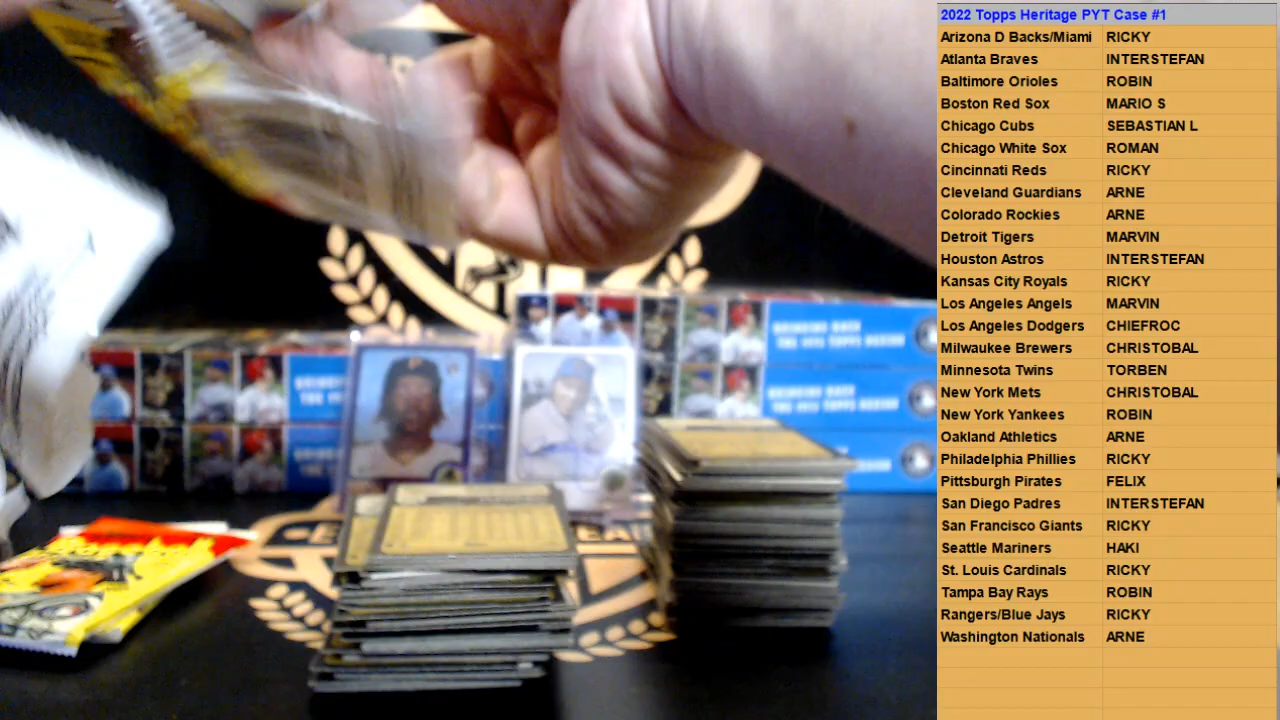 2022 Topps Heritage PYT Case #1
Arizona D Backs/Miami RICKY
Atlanta Braves INTERSTEFAN
Baltimore Orioles ROBIN
Boston Red Sox MARIO S
Chicago Cubs SEBASTIAN L
Chicago White Sox ROMAN
Cincinnati Reds RICKY
Cleveland Guardians ARNE
Colorado Rockies ARNE
Detroit Tigers MARVIN
Houston Astros INTERSTEFAN
Kansas City Royals RICKY
Los Angeles Angels MARVIN
Los Angeles Dodgers CHIEFROC
Milwaukee Brewers CHRISTOBAL
Minnesota Twins TORBEN
New York Mets CHRISTOBAL
New York Yankees ROBIN
Oakland Athletics ARNE
Philadelphia Phillies RICKY
Pittsburgh Pirates FELIX
San Diego Padres INTERSTEFAN
San Francisco Giants RICKY
Seattle Mariners HAKI
St. Louis Cardinals RICKY
Tampa Bay Rays ROBIN
Rangers/Blue Jays RICKY
Washington Nationals ARNE